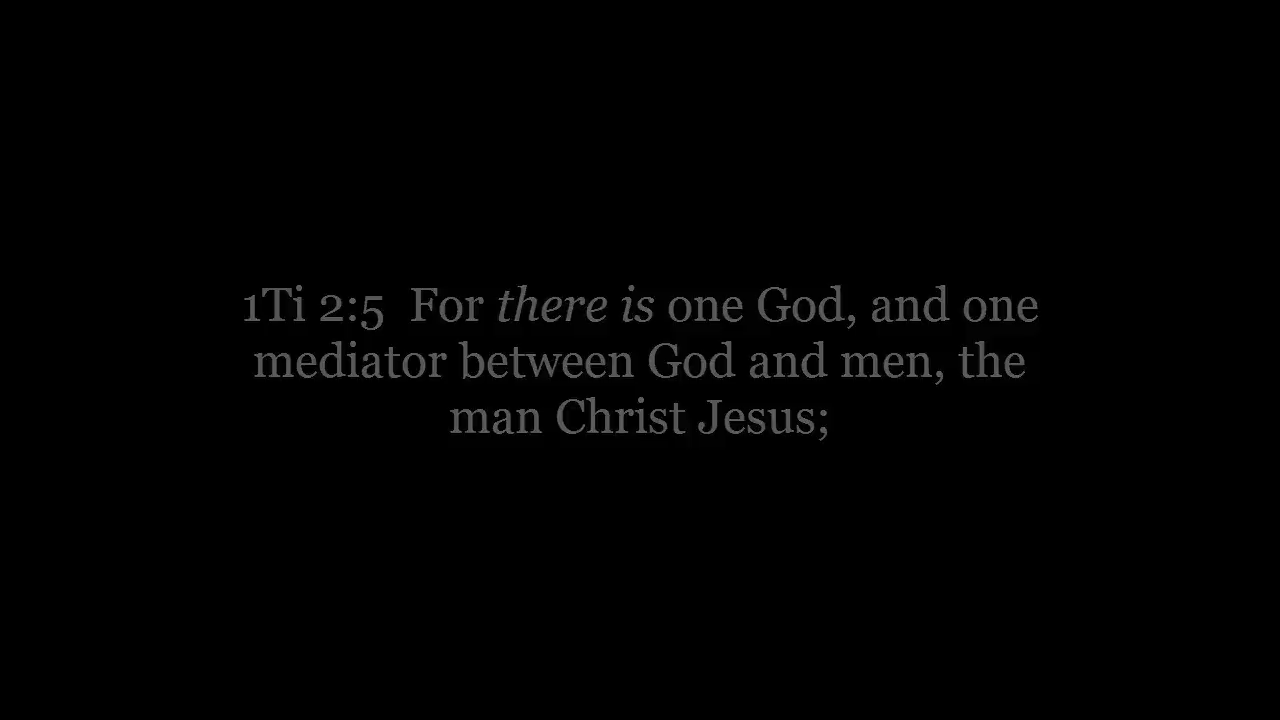 1Ti 2:5  For there is one God, and one
mediator between God and men, the
man Christ Jesus;